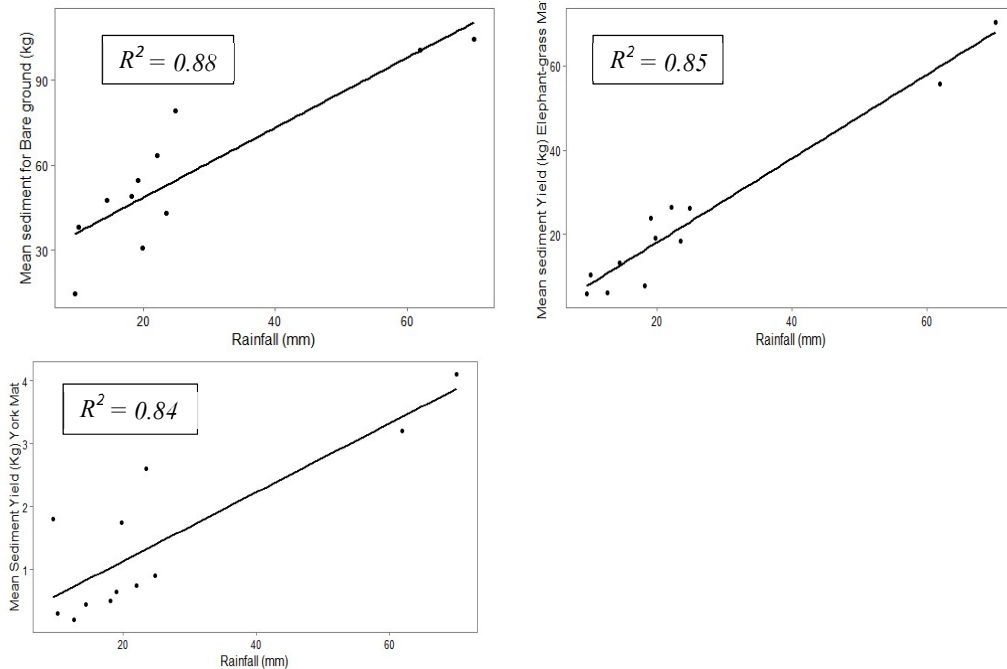 Mean sediment for Bare ground (kg)
R² = 0.88
90
60
30
20
40
60
Rainfall (mm)
Mean sediment Yield (kg) Elephant-grass Mat
R² = 0.85
60
40
20
20
40
60
Rainfall (mm)
Mean Sediment Yield (Kg) York Mat
R² = 0.84
4
3
2
1
20
40
60
Rainfall (mm)